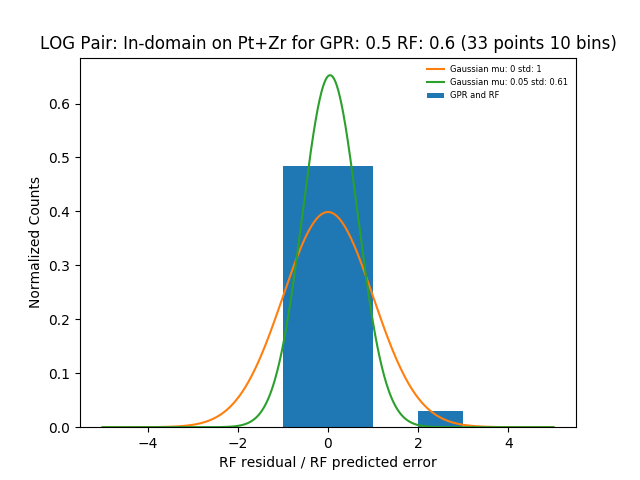 LOG Pair: In-domain on Pt+Zr for GPR: 0.5 RF: 0.6 (33 points 10 bins)
Gaussian mu: 0 std: 1
Gaussian mu: 0.05 std: 0.61
GPR and RF
Normalized Counts
0.6
0.5
0.4
0.3
0.2
0.1
0.0
−4 −2 0 2 4
RF residual / RF predicted error